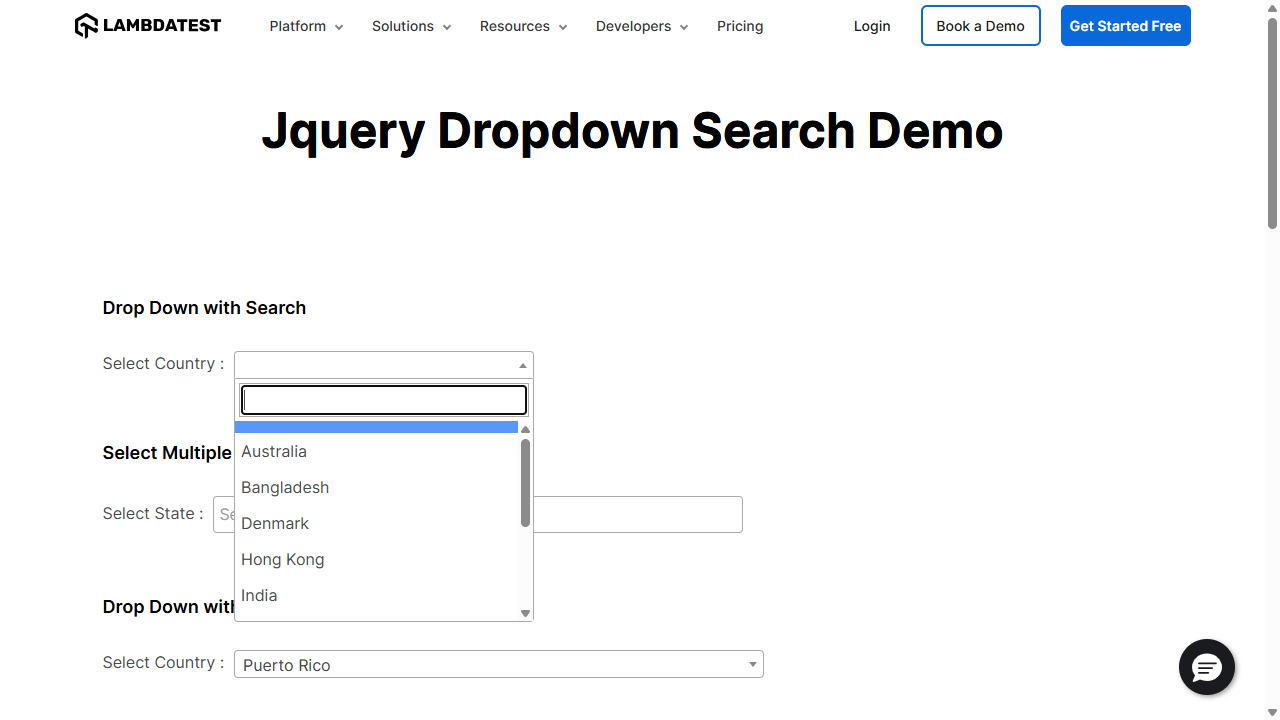 LAMBDATEST Platform Solutions Resources Developers Pricing Login Book a Demo Get Started Free
Jquery Dropdown Search Demo
Drop Down with Search
Select Country :
Australia
Select Multiple
Bangladesh
Select State : Se
Denmark
Hong Kong
India
Drop Down with
Select Country : Puerto Rico